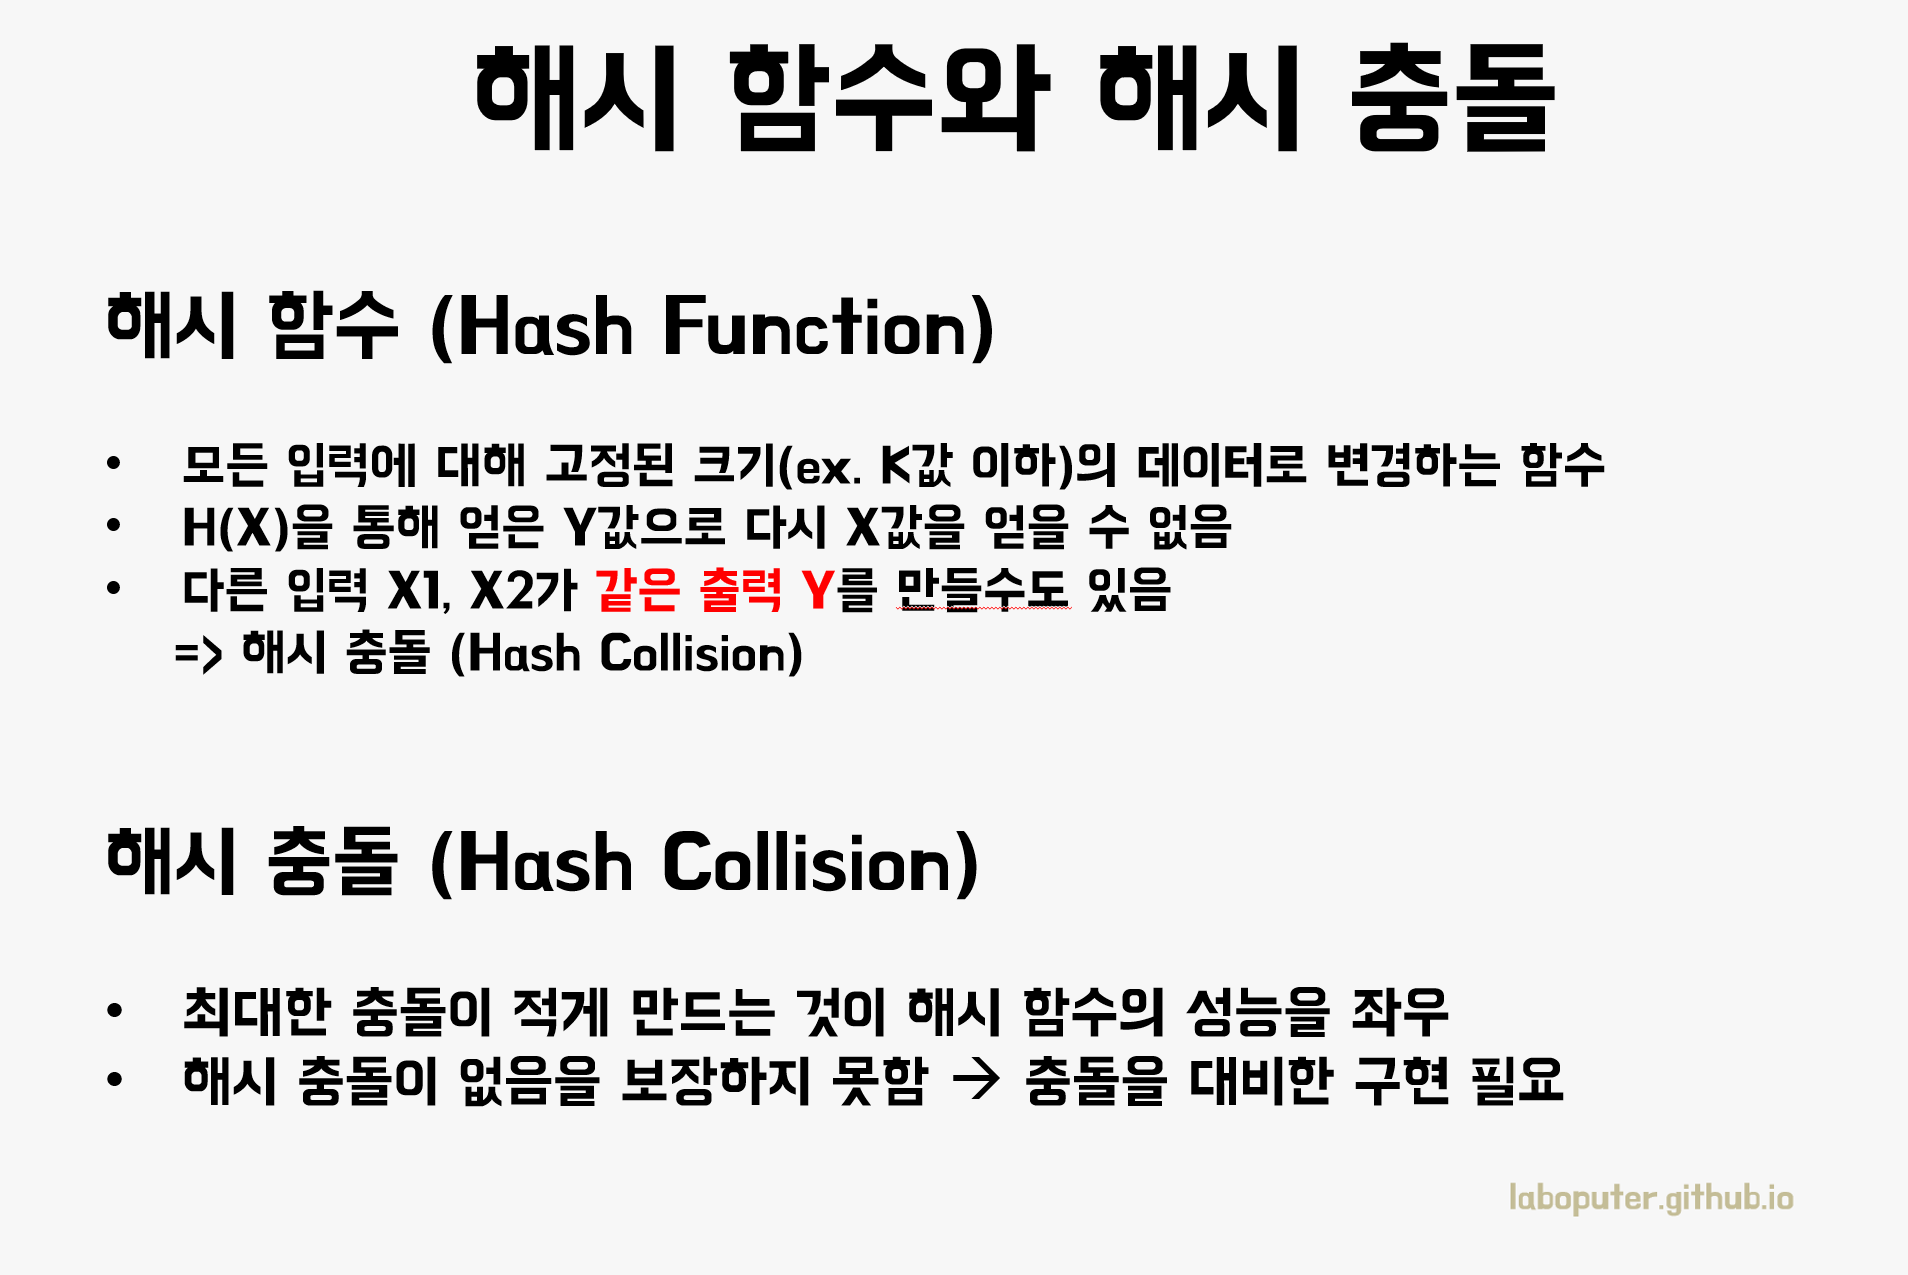 해시 함수와 해시 충돌
해시 함수 (Hash Function)
• 모든 입력에 대해 고정된 크기(ex. K값 이하)의 데이터로 변경하는 함수
• H(X)을 통해 얻은 Y값으로 다시 X값을 얻을 수 없음
• 다른 입력 X1, X2가 같은 출력 Y를 만들수도 있음
=> 해시 충돌 (Hash Collision)
해시 충돌 (Hash Collision)
• 최대한 충돌이 적게 만드는 것이 해시 함수의 성능을 좌우
• 해시 충돌이 없음을 보장하지 못함 → 충돌을 대비한 구현 필요
laboputer.github.io